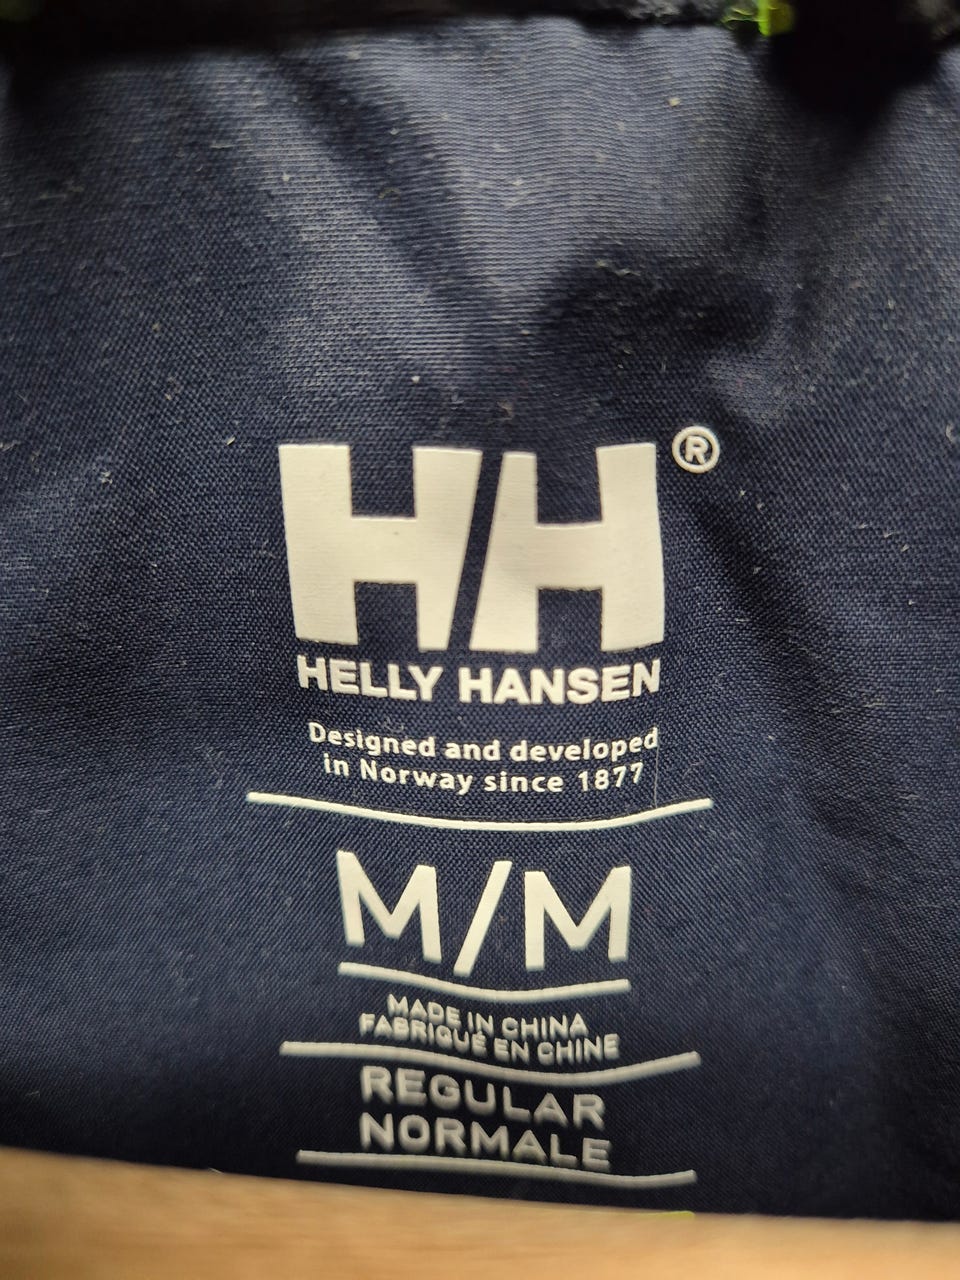 HH®
HELLY HANSEN
Designed and developed
in Norway since 1877
M/M
MADE IN CHINA
FABRIQUÉ EN CHINE
REGULAR
NORMALE